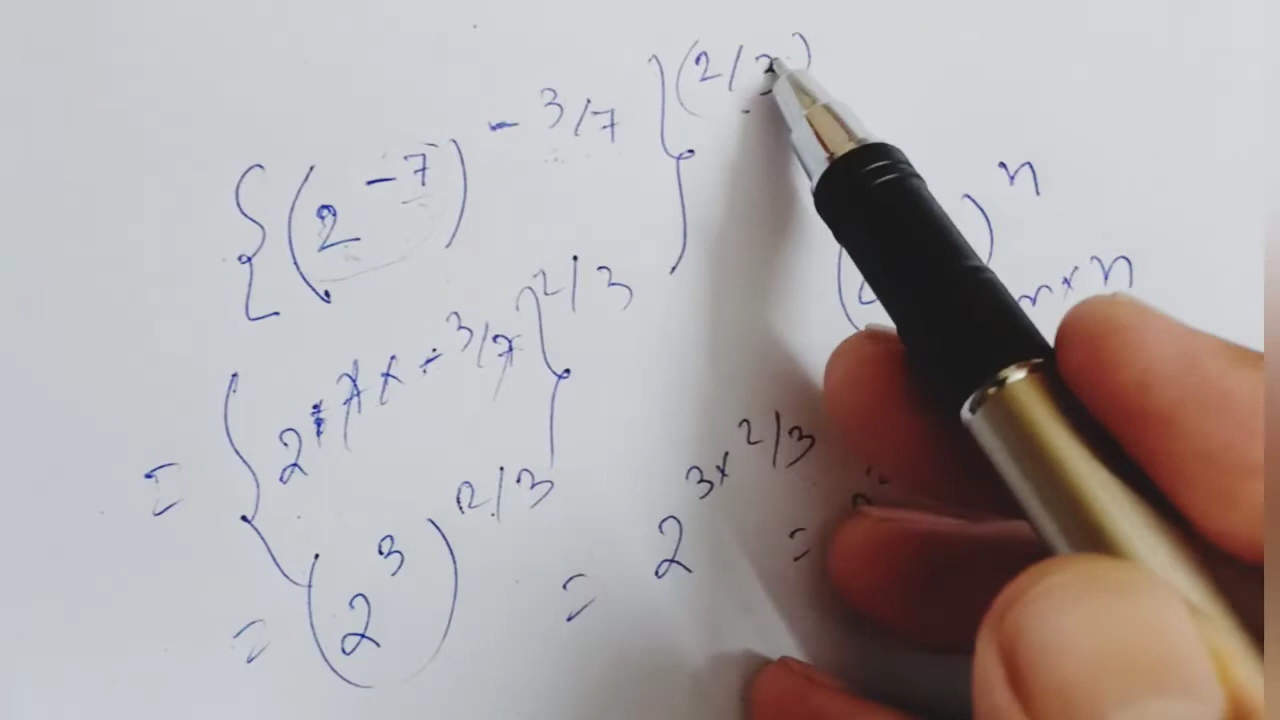 {(2^-7)^-3/7}^(2/3)
( )^n
m×n
= {2^-7×-3/7}^2/3
= (2^3)^2/3 = 2^3×2/3 =